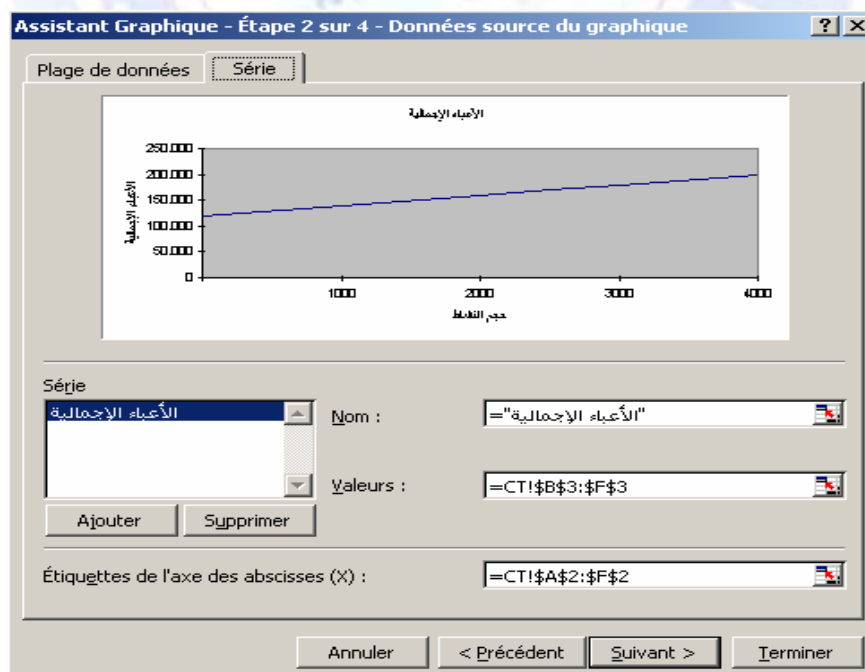 Assistant Graphique - Étape 2 sur 4 - Données source du graphique
Plage de données
Série
الأعباء الإجمالية
250.000
200.000
150.000
100.000
50.000
0
الأعباء الإجمالية
1000 2000 3000 4000
حجم النشاط
Série
الأعباء الإجمالية
Nom : ="الأعباء الإجمالية"
Valeurs : =CT!$B$3:$F$3
Ajouter Supprimer
Étiquettes de l'axe des abscisses (X) : =CT!$A$2:$F$2
Annuler < Précédent Suivant > Terminer